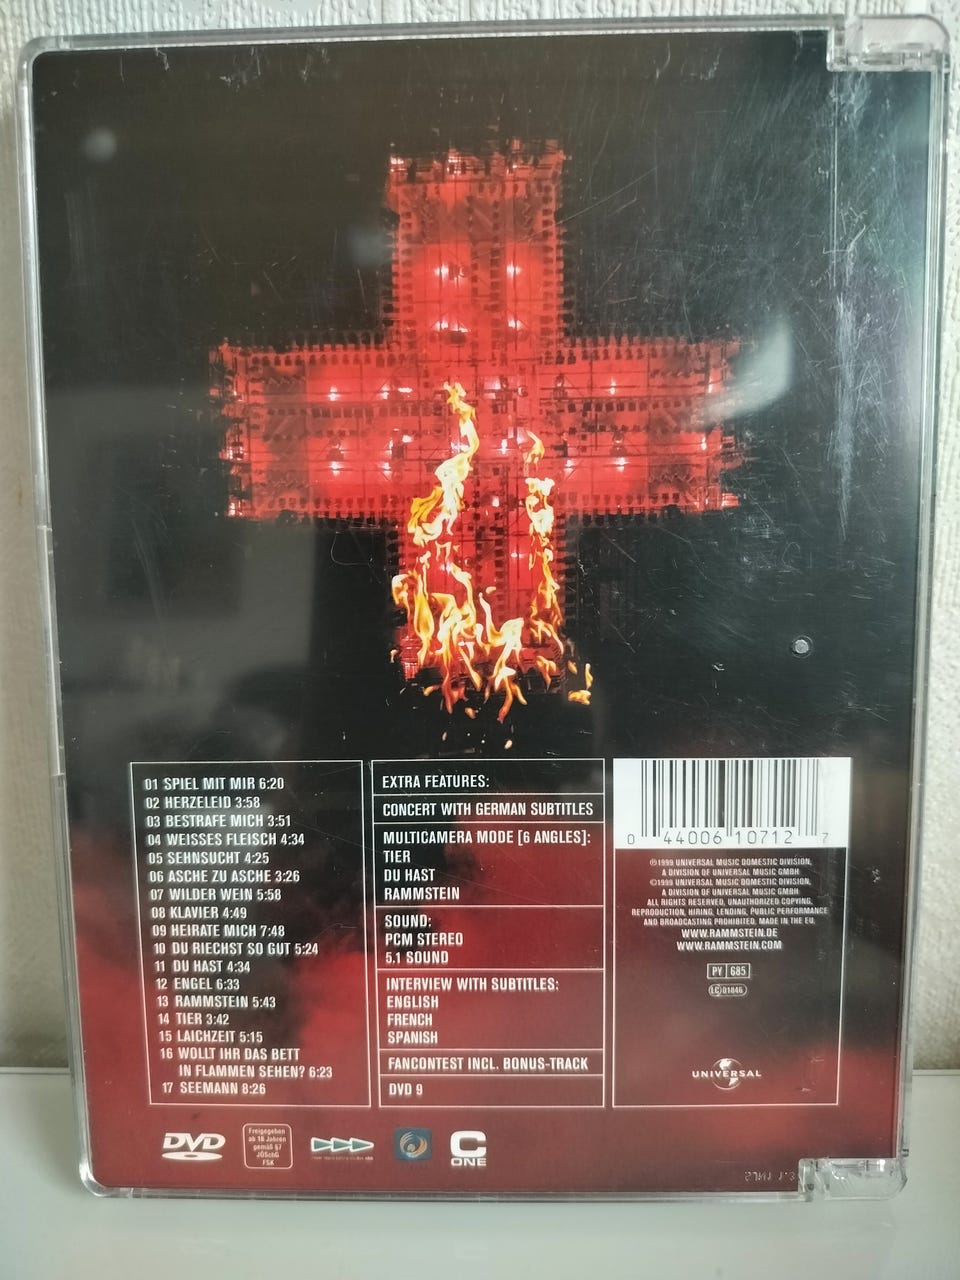 01 SPIEL MIT MIR 6:20
02 HERZELEID 3:58
03 BESTRAFE MICH 3:51
04 WEISSES FLEISCH 4:34
05 SEHNSUCHT 4:25
06 ASCHE ZU ASCHE 3:26
07 WILDER WEIN 5:58
08 KLAVIER 4:49
09 HEIRATE MICH 7:48
10 DU RIECHST SO GUT 5:24
11 DU HAST 4:34
12 ENGEL 6:33
13 RAMMSTEIN 5:43
14 TIER 3:42
15 LAICHZEIT 5:15
16 WOLLT IHR DAS BETT
IN FLAMMEN SEHEN? 6:23
17 SEEMANN 8:26
EXTRA FEATURES:
CONCERT WITH GERMAN SUBTITLES
MULTICAMERA MODE [6 ANGLES]:
TIER
DU HAST
RAMMSTEIN
SOUND:
PCM STEREO
5.1 SOUND
INTERVIEW WITH SUBTITLES:
ENGLISH
FRENCH
SPANISH
FANCONTEST INCL. BONUS-TRACK
DVD 9
0 44006 10712 7
℗1999 UNIVERSAL MUSIC DOMESTIC DIVISION,
A DIVISION OF UNIVERSAL MUSIC GMBH
©1999 UNIVERSAL MUSIC DOMESTIC DIVISION,
A DIVISION OF UNIVERSAL MUSIC GMBH
ALL RIGHTS RESERVED, UNAUTHORIZED COPYING,
REPRODUCTION, HIRING, LENDING, PUBLIC PERFORMANCE
AND BROADCASTING PROHIBITED. MADE IN THE EU.
WWW.RAMMSTEIN.DE
WWW.RAMMSTEIN.COM
PY 685
LC 01846
UNIVERSAL
DVD
Freigegeben
ab 16 Jahren
gemäß §7
JÖSchG
FSK
C
ONE